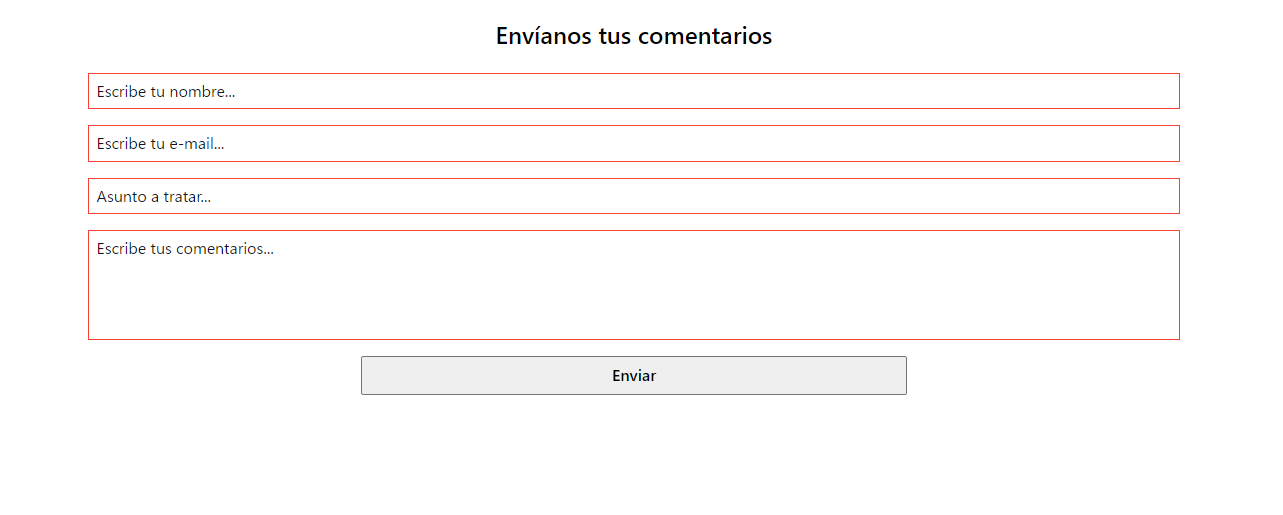 Envíanos tus comentarios
Escribe tu nombre...
Escribe tu e-mail...
Asunto a tratar...
Escribe tus comentarios...
Enviar